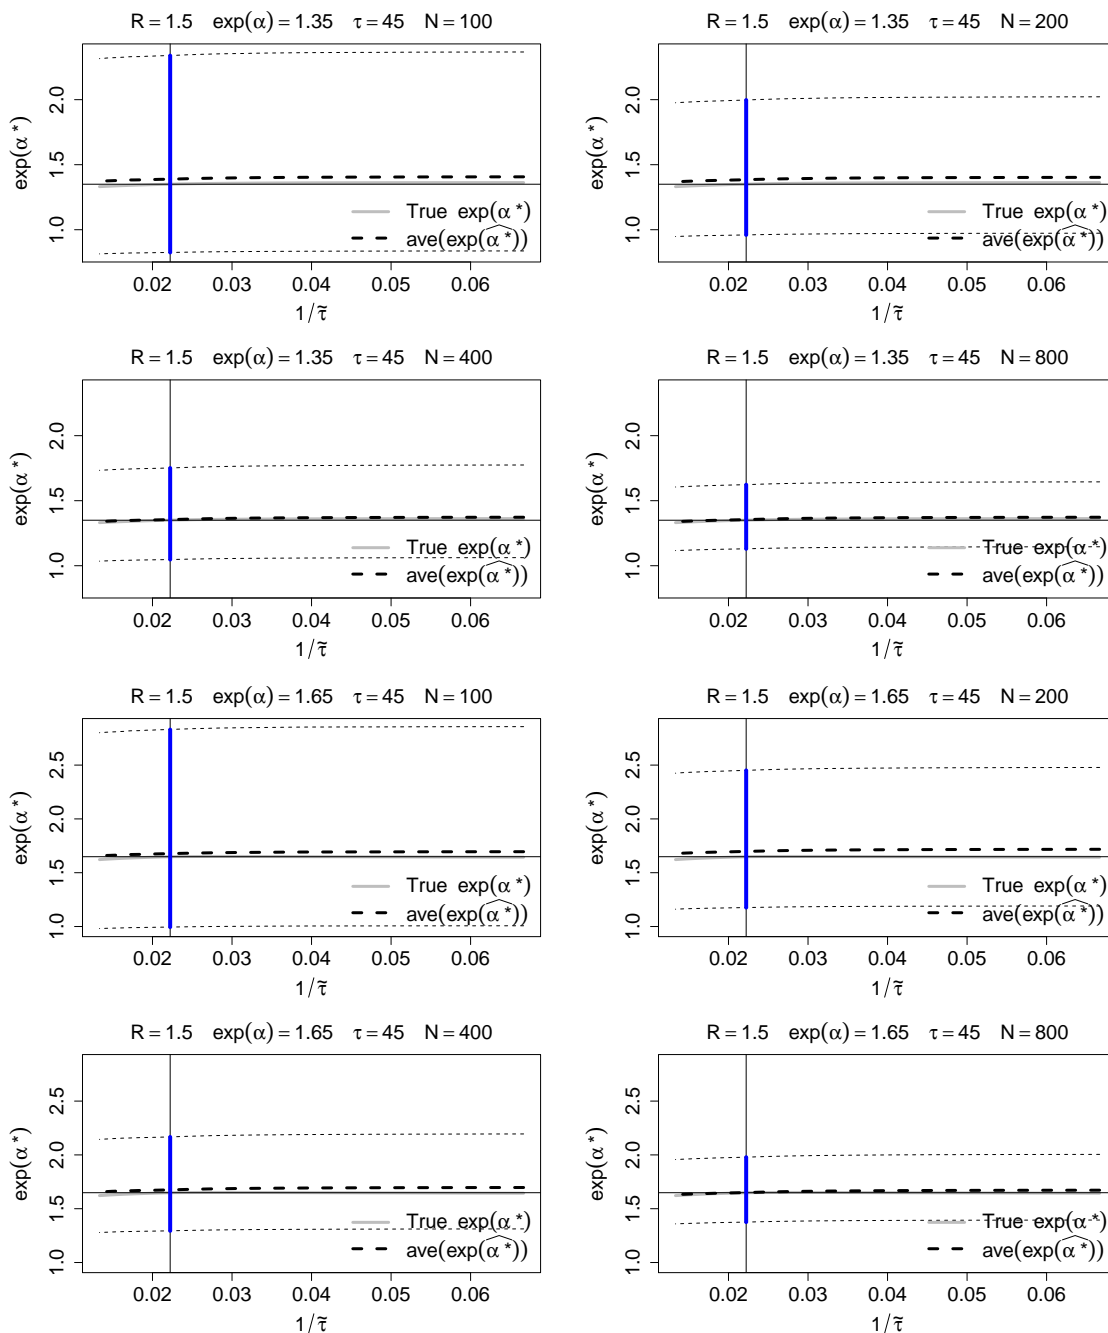 R = 1.5 exp(α) = 1.35 τ = 45 N = 100
exp(α*)
2.0
1.5
1.0
True exp(α*)
ave(exp(α̂*))
0.02 0.03 0.04 0.05 0.06
1/τ̃
R = 1.5 exp(α) = 1.35 τ = 45 N = 200
exp(α*)
2.0
1.5
1.0
True exp(α*)
ave(exp(α̂*))
0.02 0.03 0.04 0.05 0.06
1/τ̃
R = 1.5 exp(α) = 1.35 τ = 45 N = 400
exp(α*)
2.0
1.5
1.0
True exp(α*)
ave(exp(α̂*))
0.02 0.03 0.04 0.05 0.06
1/τ̃
R = 1.5 exp(α) = 1.35 τ = 45 N = 800
exp(α*)
2.0
1.5
1.0
True exp(α*)
ave(exp(α̂*))
0.02 0.03 0.04 0.05 0.06
1/τ̃
R = 1.5 exp(α) = 1.65 τ = 45 N = 100
exp(α*)
2.5
2.0
1.5
1.0
True exp(α*)
ave(exp(α̂*))
0.02 0.03 0.04 0.05 0.06
1/τ̃
R = 1.5 exp(α) = 1.65 τ = 45 N = 200
exp(α*)
2.5
2.0
1.5
1.0
True exp(α*)
ave(exp(α̂*))
0.02 0.03 0.04 0.05 0.06
1/τ̃
R = 1.5 exp(α) = 1.65 τ = 45 N = 400
exp(α*)
2.5
2.0
1.5
1.0
True exp(α*)
ave(exp(α̂*))
0.02 0.03 0.04 0.05 0.06
1/τ̃
R = 1.5 exp(α) = 1.65 τ = 45 N = 800
exp(α*)
2.5
2.0
1.5
1.0
True exp(α*)
ave(exp(α̂*))
0.02 0.03 0.04 0.05 0.06
1/τ̃